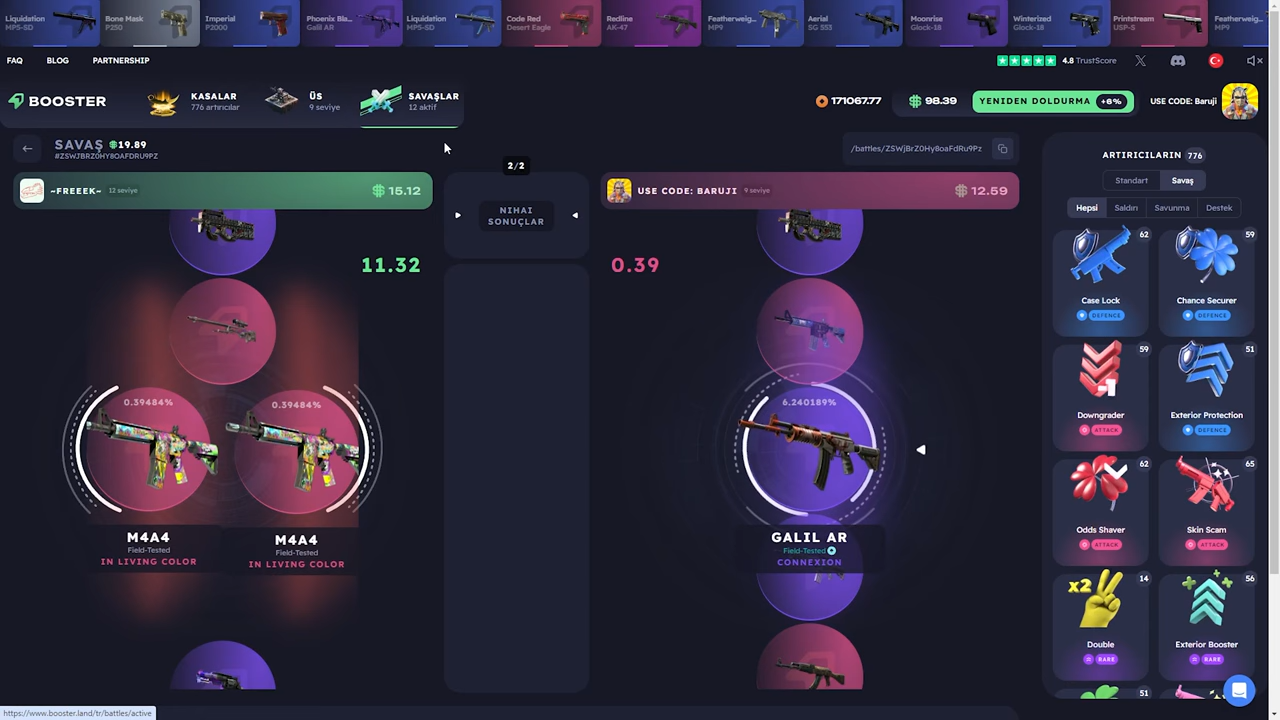 Liquidation
MP5-SD
Bone Mask
P250
Imperial
P2000
Phoenix Bla...
Galil AR
Liquidation
MP5-SD
Code Red
Desert Eagle
Redline
AK-47
Featherweig...
MP9
Aerial
SG 553
Moonrise
Glock-18
Winterized
Glock-18
Printstream
USP-S
Featherweig...
MP9
FAQ
BLOG
PARTNERSHIP
4.8 TrustScore
BOOSTER
KASALAR
776 artırıcılar
ÜS
9 seviye
SAVAŞLAR
12 aktif
171067.77
98.39
YENİDEN DOLDURMA +6%
USE CODE: Baruji
SAVAŞ 19.89
#ZSWJBRZ0HY8OAFDRU9PZ
/battles/ZSWjBrZ0Hy8oaFdRu9Pz
2/2
~FREEEK~ 12 seviye
15.12
NIHAI
SONUÇLAR
USE CODE: BARUJI 9 seviye
12.59
11.32
0.39
0.39484%
0.39484%
6.240189%
M4A4
Field-Tested
IN LIVING COLOR
M4A4
Field-Tested
IN LIVING COLOR
GALIL AR
Field-Tested
CONNEXION
ARTIRICILARIN 776
Standart
Savaş
Hepsi
Saldırı
Savunma
Destek
62
Case Lock
DEFENCE
59
Chance Securer
DEFENCE
59
-1
Downgrader
ATTACK
51
Exterior Protection
DEFENCE
62
Odds Shaver
ATTACK
65
Skin Scam
ATTACK
14
x2
Double
RARE
56
Exterior Booster
RARE
51
51
https://www.booster.land/tr/battles/active